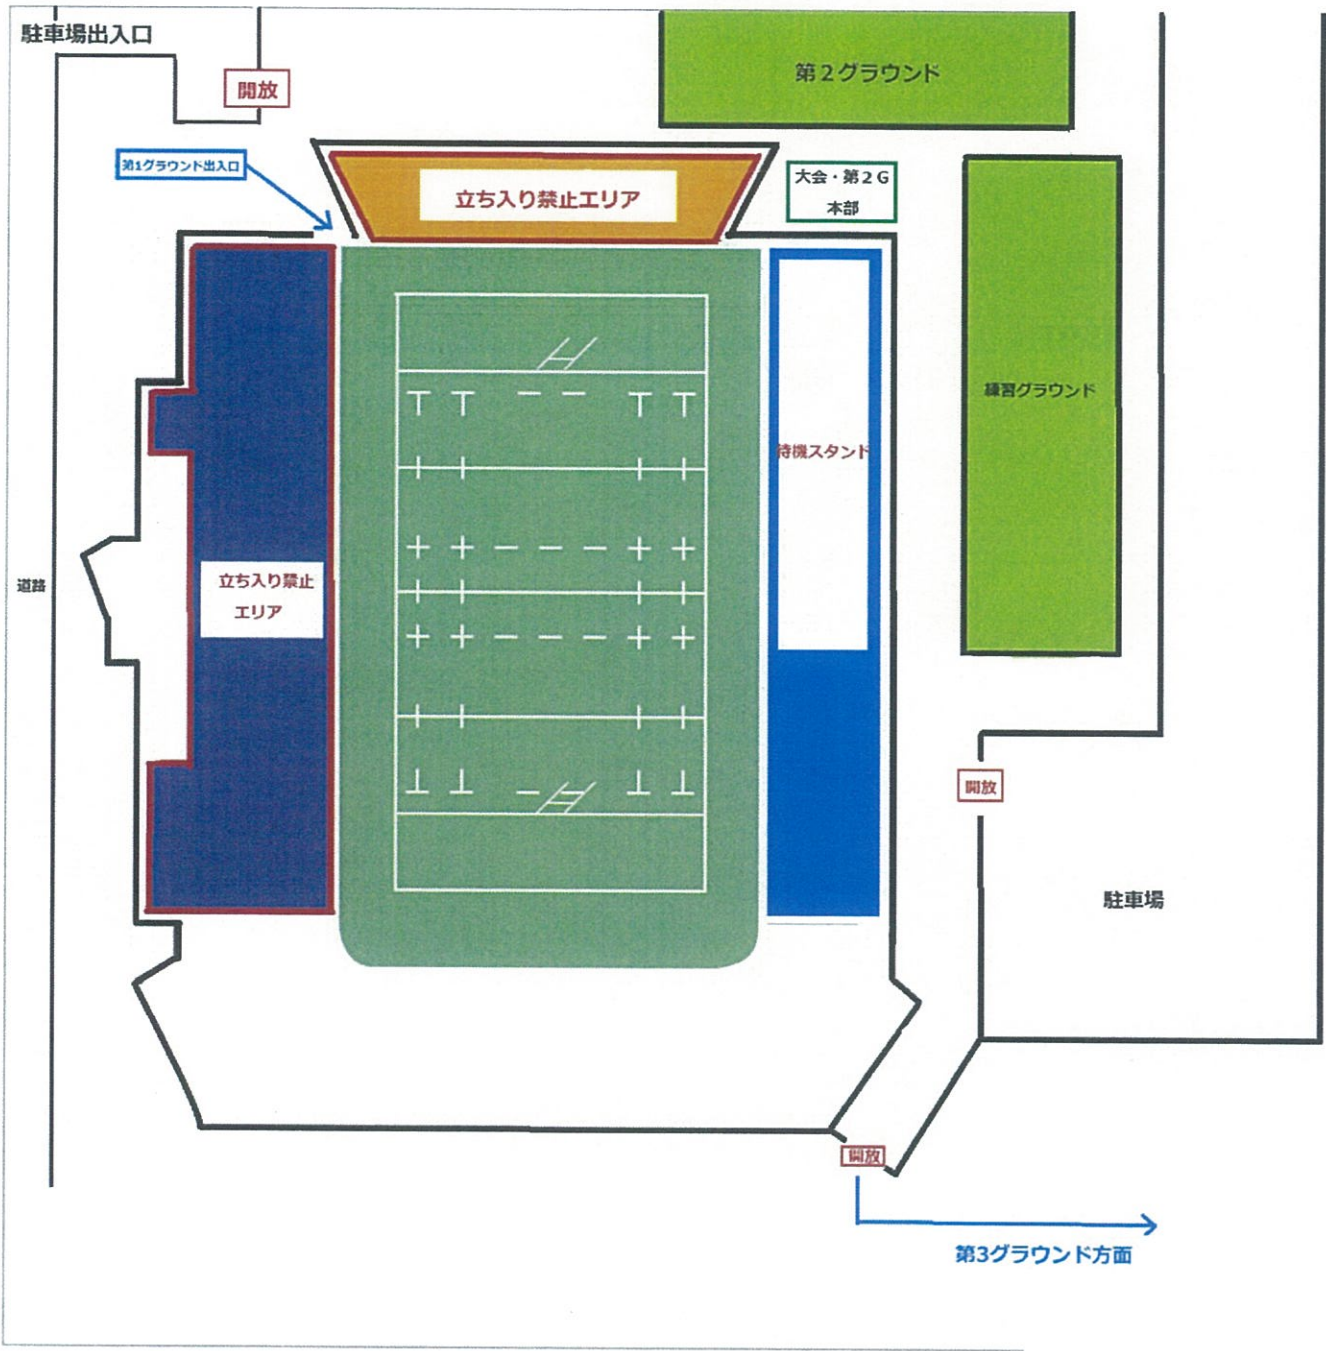 駐車場出入口
開放
第2グラウンド
第1グラウンド出入口
立ち入り禁止エリア
大会・第2G
本部
練習グラウンド
待機スタンド
立ち入り禁止
エリア
道路
開放
駐車場
開放
第3グラウンド方面